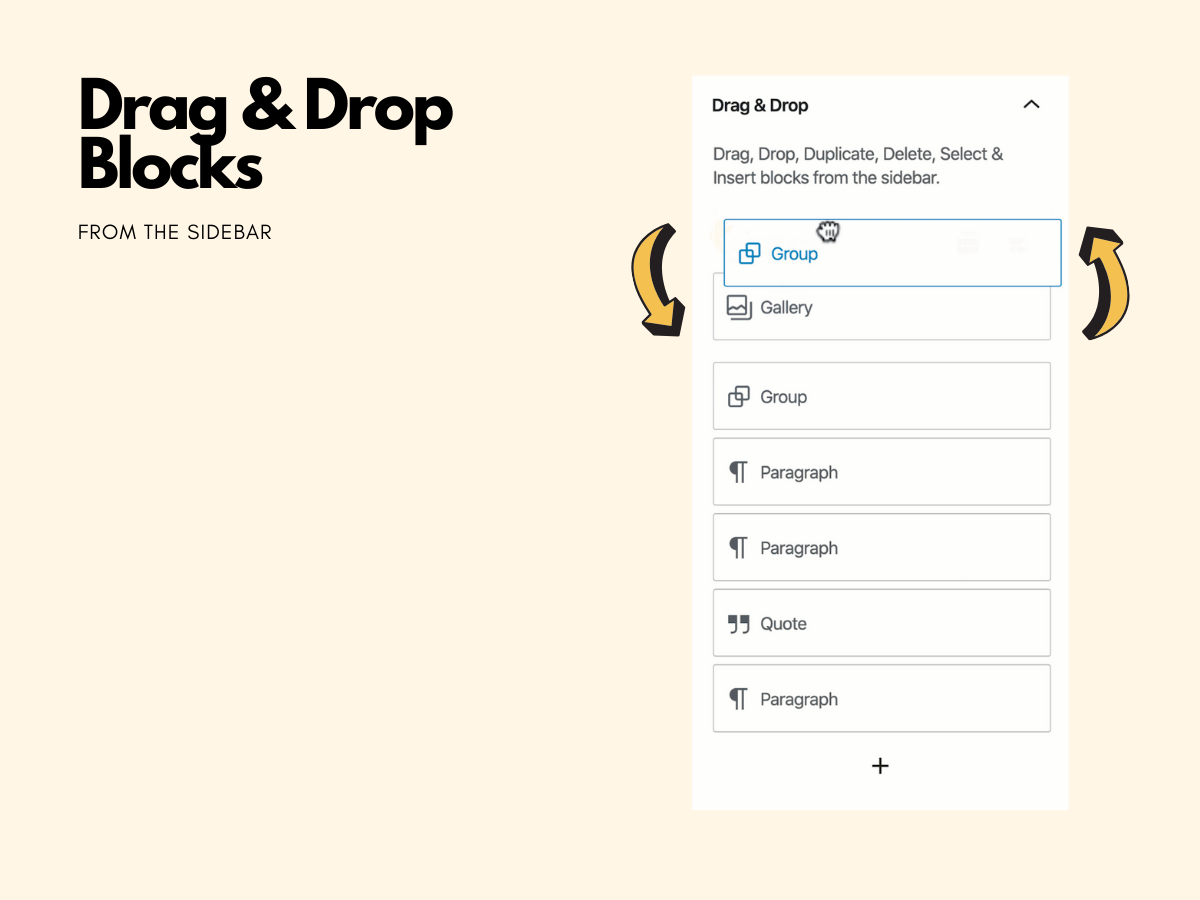 Drag & Drop
Blocks
FROM THE SIDEBAR
Drag & Drop
Drag, Drop, Duplicate, Delete, Select &
Insert blocks from the sidebar.
Group
Gallery
Group
Paragraph
Paragraph
Quote
Paragraph
+